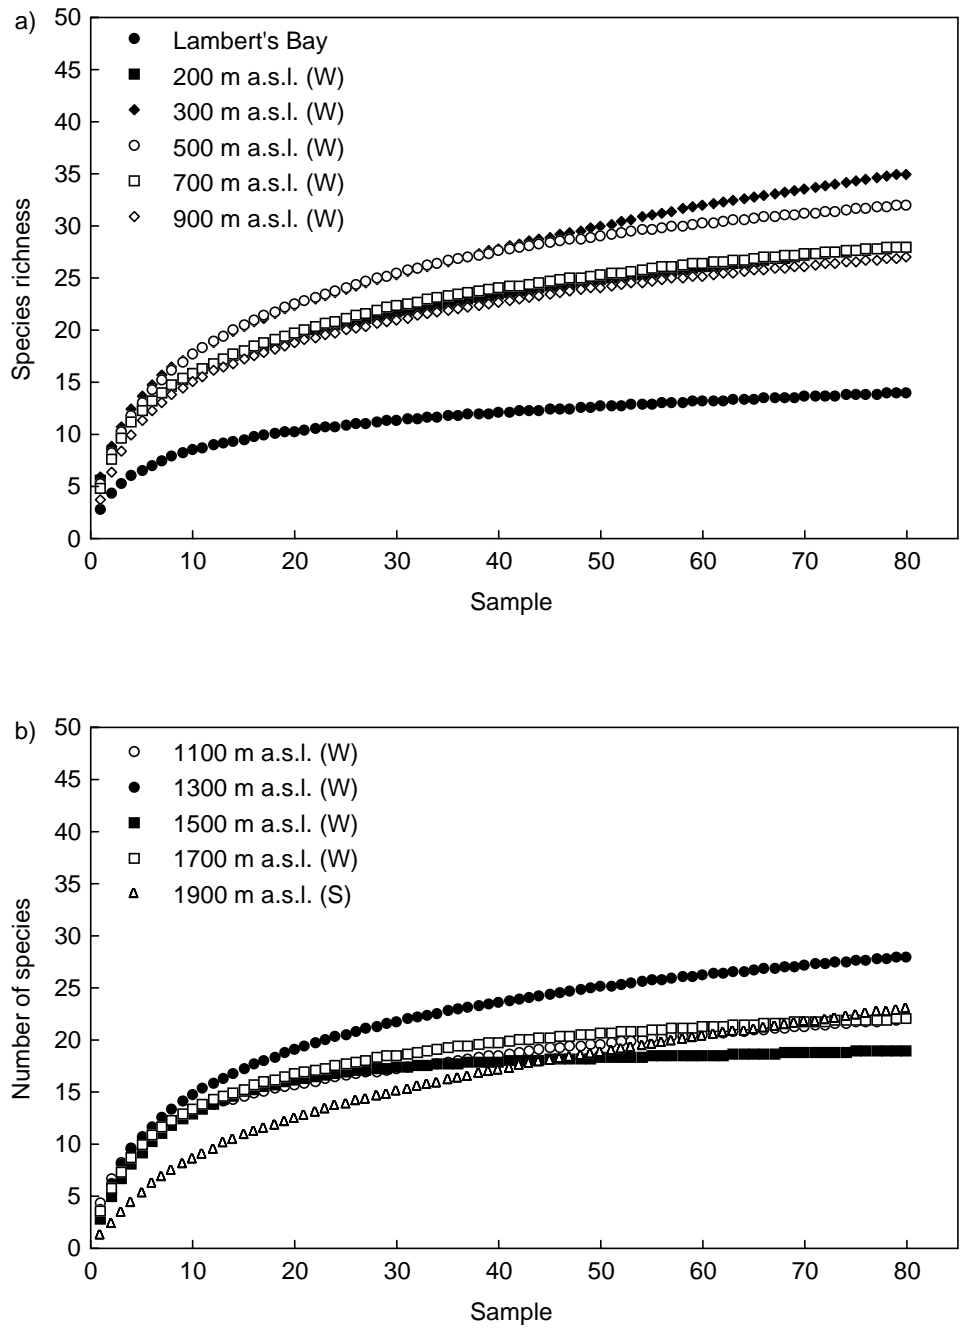 a)
50
45
40
35
30
25
20
15
10
5
0
Species richness
Lambert's Bay
200 m a.s.l. (W)
300 m a.s.l. (W)
500 m a.s.l. (W)
700 m a.s.l. (W)
900 m a.s.l. (W)
0 10 20 30 40 50 60 70 80
Sample
b)
50
45
40
35
30
25
20
15
10
5
0
Number of species
1100 m a.s.l. (W)
1300 m a.s.l. (W)
1500 m a.s.l. (W)
1700 m a.s.l. (W)
1900 m a.s.l. (S)
0 10 20 30 40 50 60 70 80
Sample